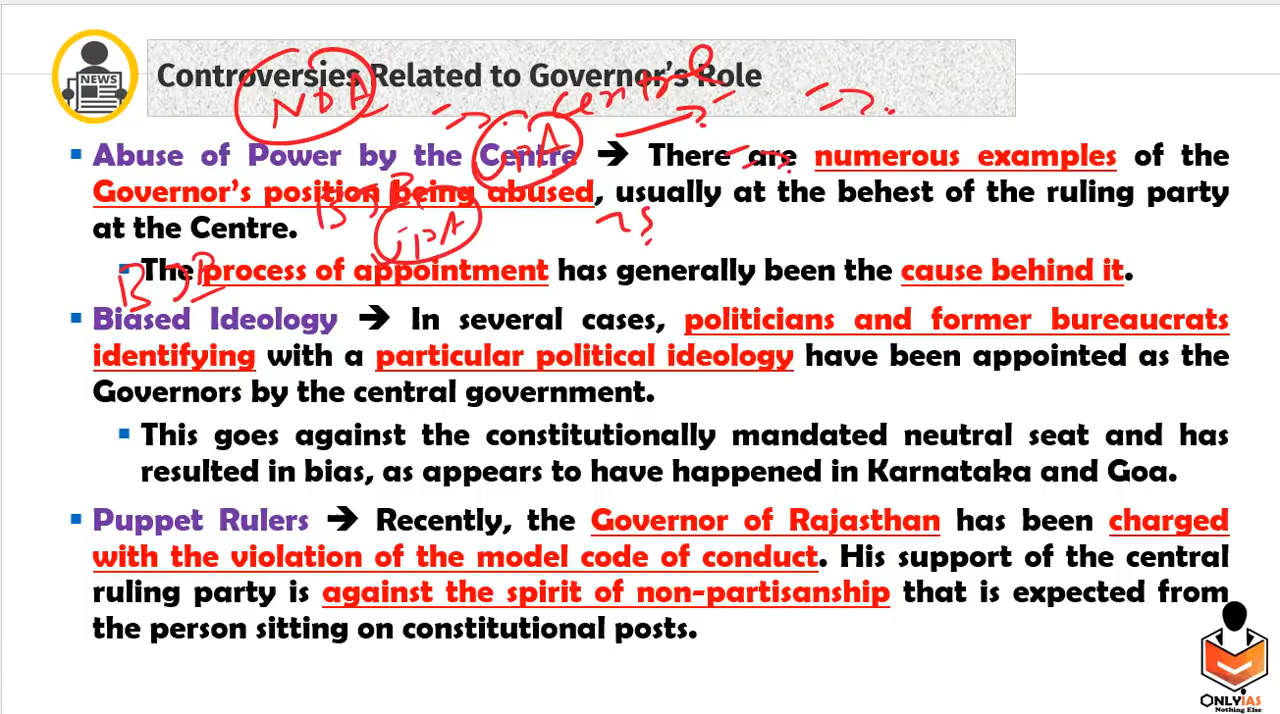 NEWS
Controversies Related to Governor's Role
NDA
central
UPA
▪ Abuse of Power by the Centre ➔ There are numerous examples of the
Governor's position being abused, usually at the behest of the ruling party
at the Centre.
UPA
▪ The process of appointment has generally been the cause behind it.
▪ Biased Ideology ➔ In several cases, politicians and former bureaucrats
identifying with a particular political ideology have been appointed as the
Governors by the central government.
▪ This goes against the constitutionally mandated neutral seat and has
resulted in bias, as appears to have happened in Karnataka and Goa.
▪ Puppet Rulers ➔ Recently, the Governor of Rajasthan has been charged
with the violation of the model code of conduct. His support of the central
ruling party is against the spirit of non-partisanship that is expected from
the person sitting on constitutional posts.
ONLYIAS
Nothing Else